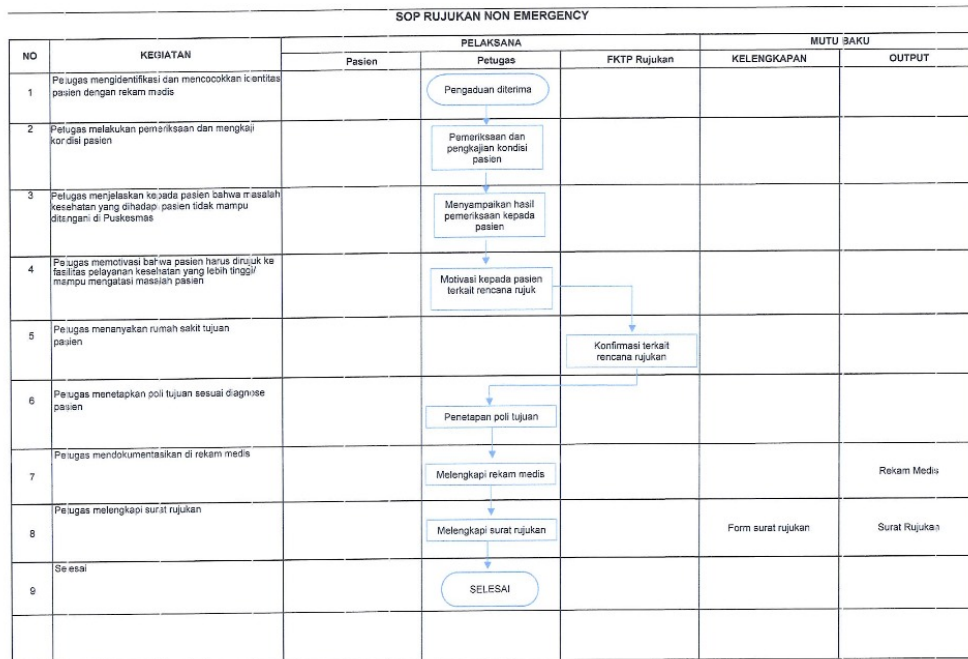 SOP RUJUKAN NON EMERGENCY
NO
KEGIATAN
PELAKSANA
MUTU BAKU
Pasien
Petugas
FKTP Rujukan
KELENGKAPAN
OUTPUT
1
Petugas mengidentifikasi dan mencocokkan identitas
pasien dengan rekam medis
Pengaduan diterima
2
Petugas melakukan pemeriksaan dan mengkaji
kondisi pasien
Pemeriksaan dan
pengkajian kondisi
pasien
3
Petugas menjelaskan kepada pasien bahwa masalah
kesehatan yang dihadapi pasien tidak mampu
ditangani di Puskesmas
Menyampaikan hasil
pemeriksaan kepada
pasien
4
Petugas memotivasi bahwa pasien harus dirujuk ke
fasilitas pelayanan kesehatan yang lebih tinggi/
mampu mengatasi masalah pasien
Motivasi kepada pasien
terkait rencana rujuk
5
Petugas menanyakan rumah sakit tujuan
pasien
Konfirmasi terkait
rencana rujukan
6
Petugas menetapkan poli tujuan sesuai diagnose
pasien
Penetapan poli tujuan
7
Petugas mendokumentasikan di rekam medis
Melengkapi rekam medis
Rekam Medis
8
Petugas melengkapi surat rujukan
Melengkapi surat rujukan
Form surat rujukan
Surat Rujukan
9
Selesai
SELESAI